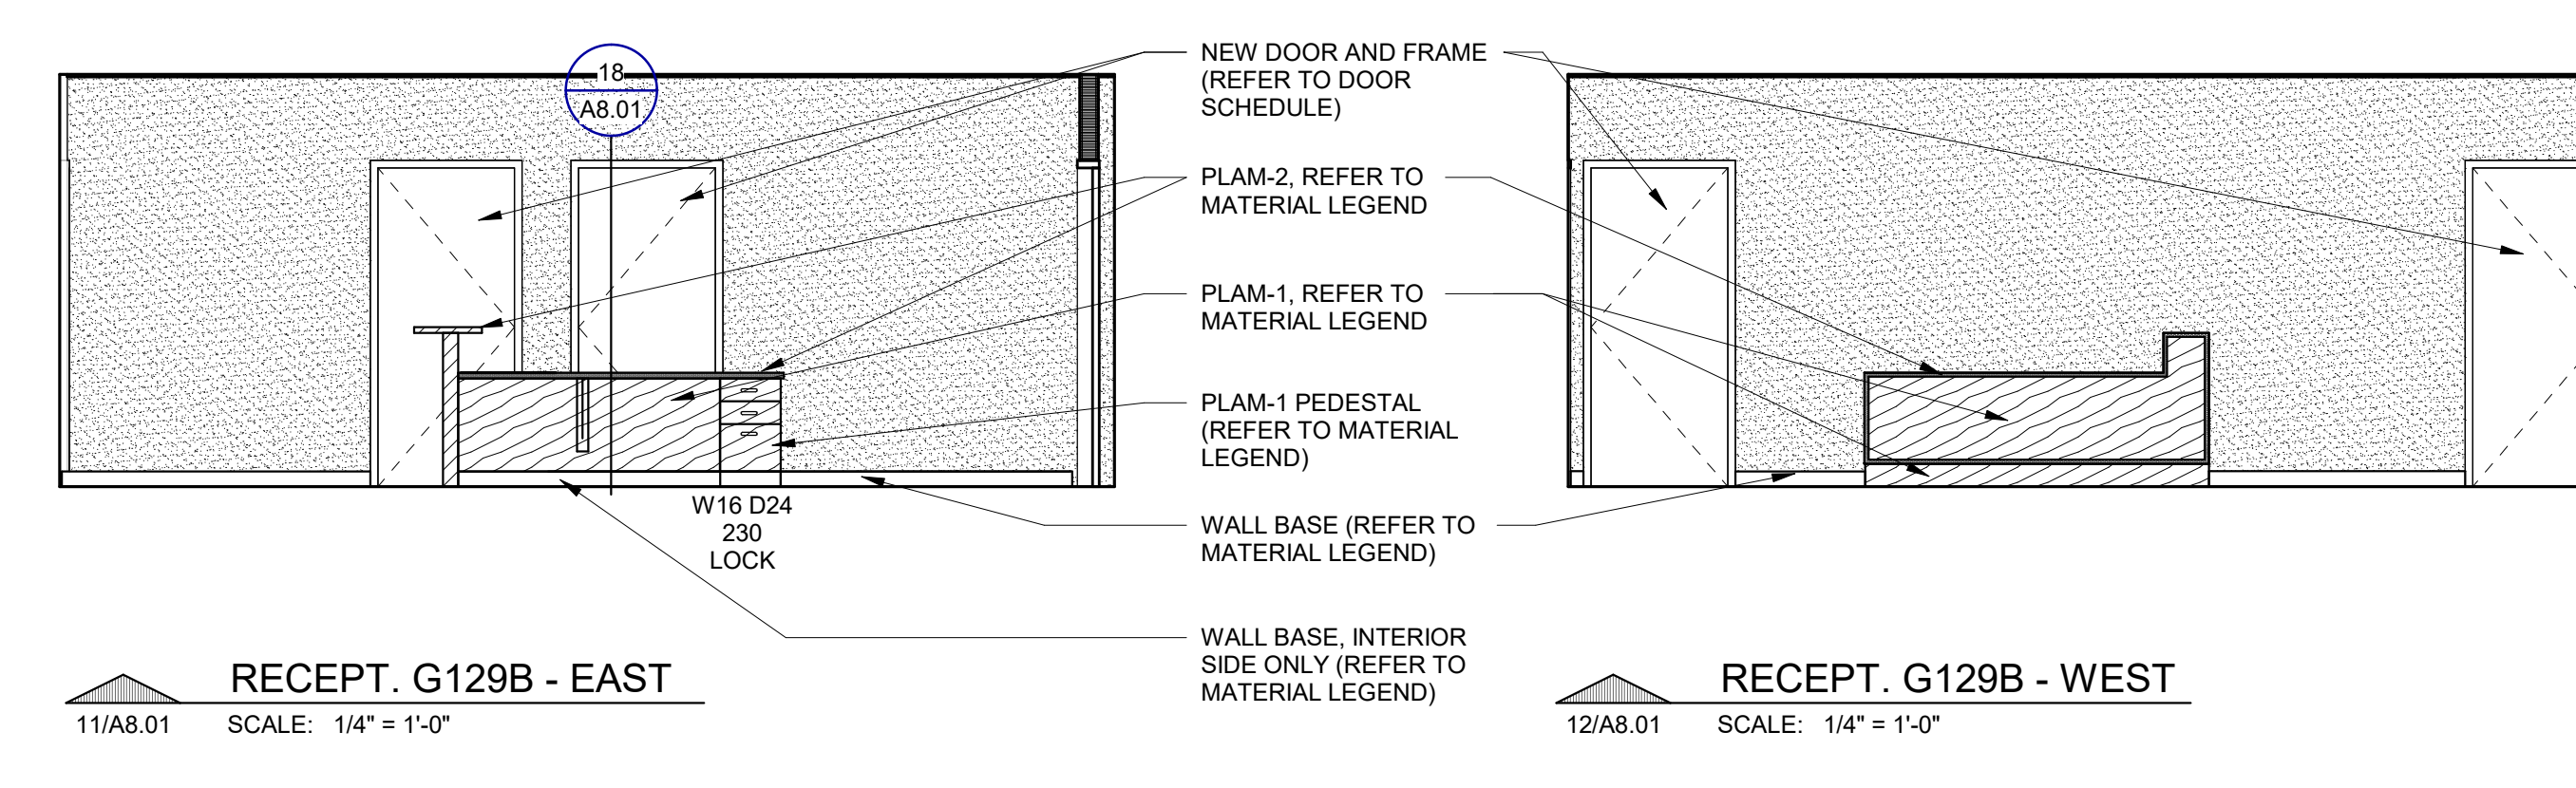 18
A8.01
NEW DOOR AND FRAME
(REFER TO DOOR
SCHEDULE)
PLAM-2, REFER TO
MATERIAL LEGEND
PLAM-1, REFER TO
MATERIAL LEGEND
PLAM-1 PEDESTAL
(REFER TO MATERIAL
LEGEND)
W16 D24
230
LOCK
WALL BASE (REFER TO
MATERIAL LEGEND)
WALL BASE, INTERIOR
SIDE ONLY (REFER TO
MATERIAL LEGEND)
RECEPT. G129B - EAST
11/A8.01 SCALE: 1/4" = 1'-0"
RECEPT. G129B - WEST
12/A8.01 SCALE: 1/4" = 1'-0"